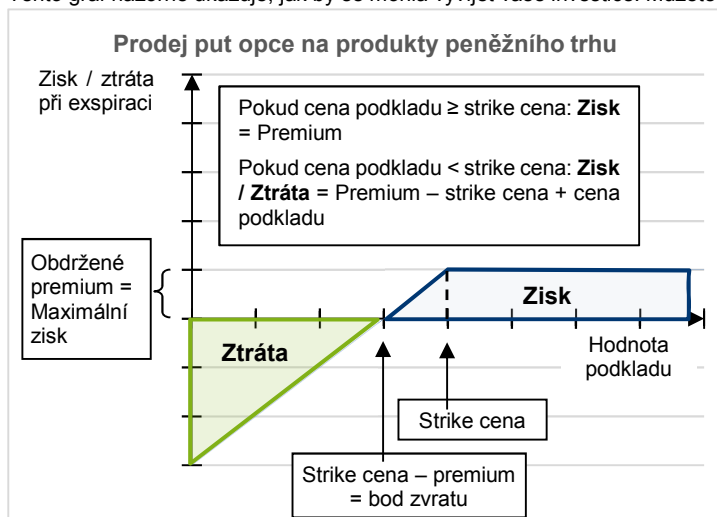 Prodej put opce na produkty peněžního trhu
Zisk / ztráta
při exspiraci
Pokud cena podkladu ≥ strike cena: Zisk
= Premium
Pokud cena podkladu < strike cena: Zisk
/ Ztráta = Premium – strike cena + cena
podkladu
Obdržené
premium =
Maximální
zisk
Zisk
Ztráta
Hodnota
podkladu
Strike cena
Strike cena – premium
= bod zvratu